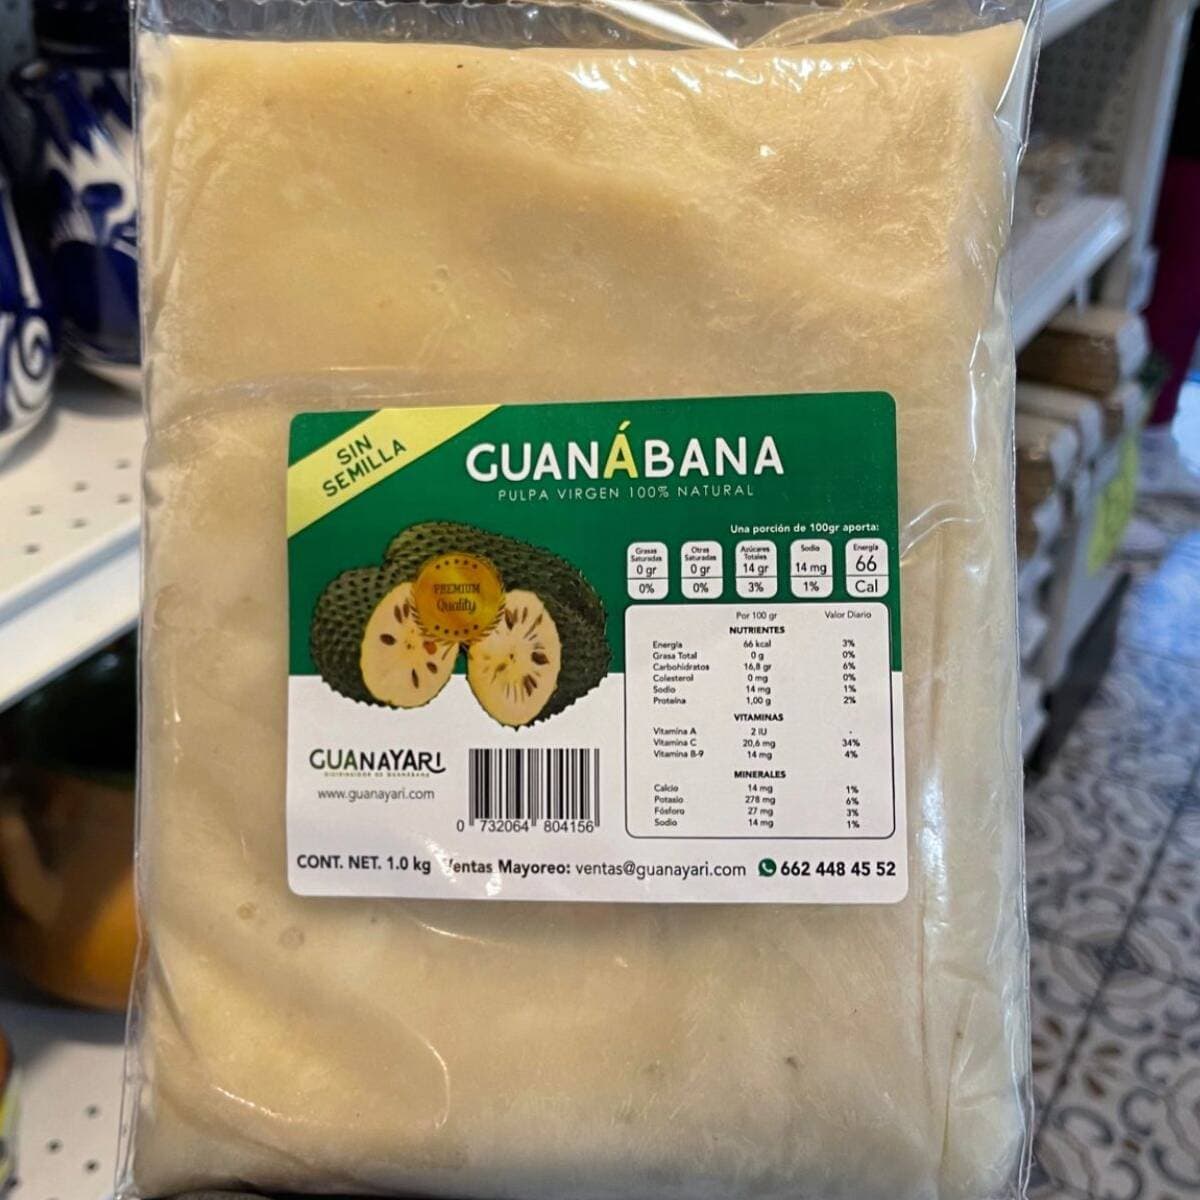 SIN
SEMILLA
GUANÁBANA
PULPA VIRGEN 100% NATURAL
PREMIUM
Quality
Una porción de 100gr aporta:
Grasas Saturadas 0 gr 0%
Otras Saturadas 0 gr 0%
Azúcares Totales 14 gr 3%
Sodio 14 mg 1%
Energía 66 Cal
Por 100 gr Valor Diario
NUTRIENTES
Energía 66 kcal 3%
Grasa Total 0 g 0%
Carbohidratos 16,8 gr 6%
Colesterol 0 mg 0%
Sodio 14 mg 1%
Proteína 1,00 g 2%
VITAMINAS
Vitamina A 2 IU -
Vitamina C 20,6 mg 34%
Vitamina B-9 14 mg 4%
MINERALES
Calcio 14 mg 1%
Potasio 278 mg 6%
Fósforo 27 mg 3%
Sodio 14 mg 1%
GUANAYARI
www.guanayari.com
0 732064 804156
CONT. NET. 1.0 kg Ventas Mayoreo: ventas@guanayari.com 662 448 45 52